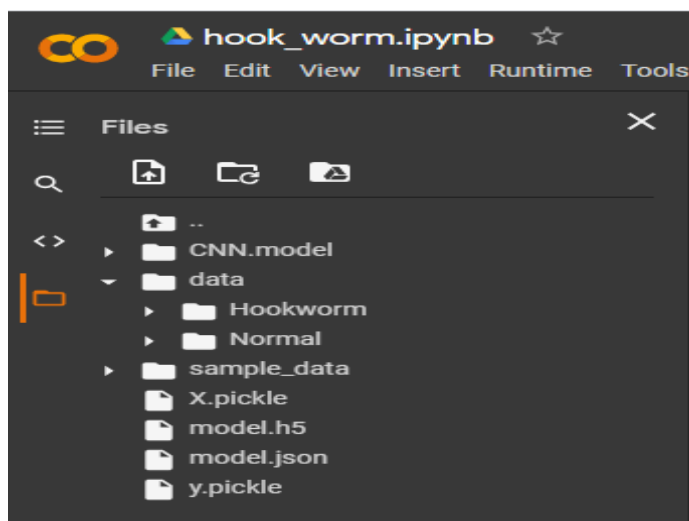 hook_worm.ipynb
File Edit View Insert Runtime Tools
Files
..
CNN.model
data
Hookworm
Normal
sample_data
X.pickle
model.h5
model.json
y.pickle